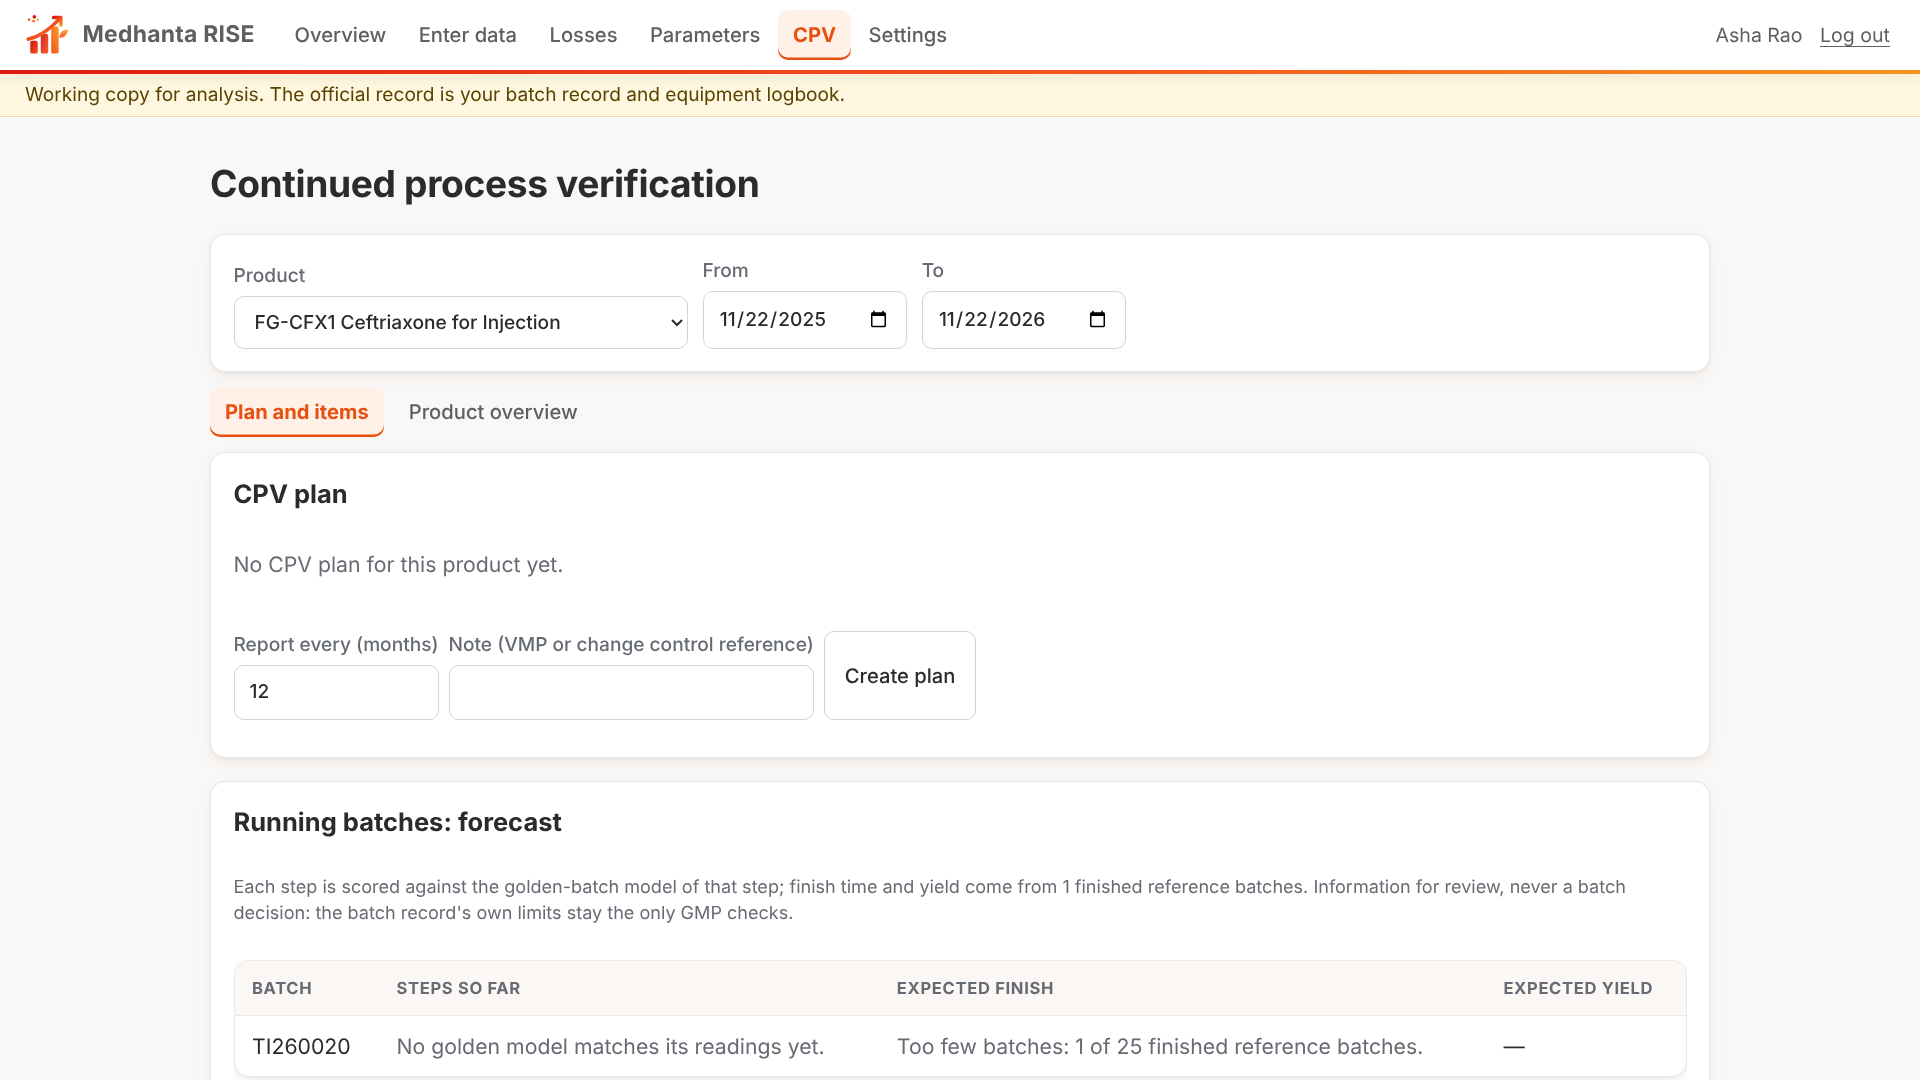 Medhanta RISE
Overview
Enter data
Losses
Parameters
CPV
Settings
Asha Rao
Log out
Working copy for analysis. The official record is your batch record and equipment logbook.
Continued process verification
Product
From
To
FG-CFX1 Ceftriaxone for Injection
11/22/2025
11/22/2026
Plan and items
Product overview
CPV plan
No CPV plan for this product yet.
Report every (months)
Note (VMP or change control reference)
12
Create plan
Running batches: forecast
Each step is scored against the golden-batch model of that step; finish time and yield come from 1 finished reference batches. Information for review, never a batch
decision: the batch record's own limits stay the only GMP checks.
BATCH
STEPS SO FAR
EXPECTED FINISH
EXPECTED YIELD
TI260020
No golden model matches its readings yet.
Too few batches: 1 of 25 finished reference batches.
—